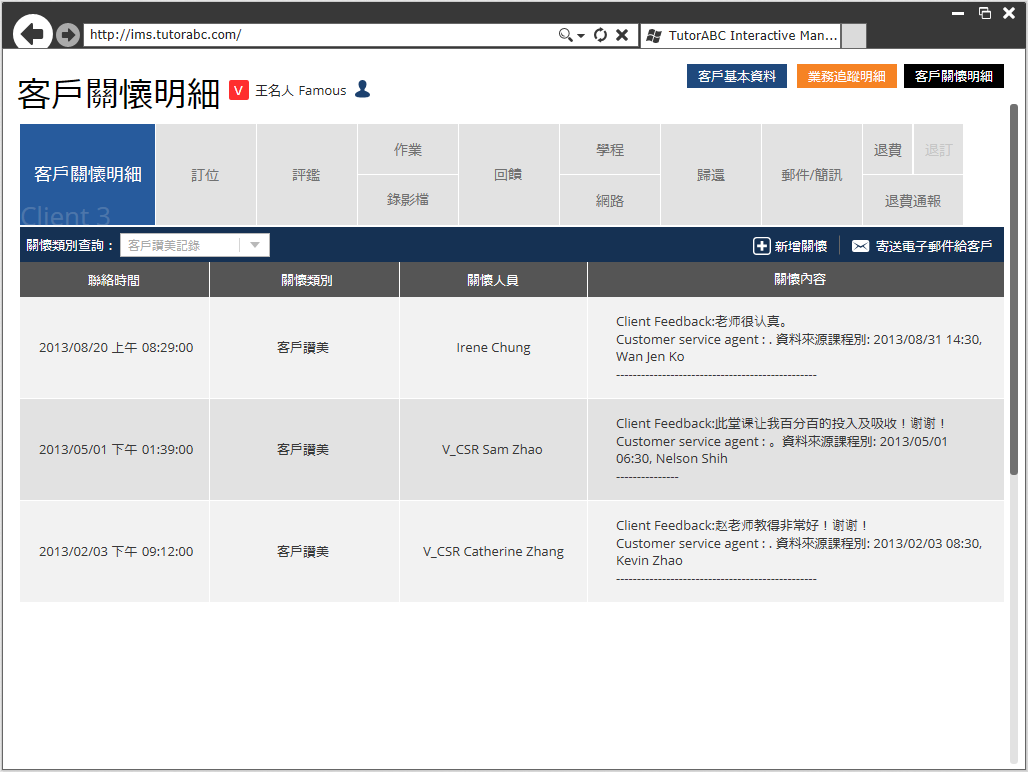 http://ims.tutorabc.com/
TutorABC Interactive Man...
客戶基本資料
業務追蹤明細
客戶關懷明細
客戶關懷明細
V 王名人 Famous
客戶關懷明細
Client 3
訂位
評鑑
作業
錄影檔
回饋
學程
網路
歸還
郵件/簡訊
退費
退訂
退費通報
關懷類別查詢：
客戶讚美記錄
新增關懷
寄送電子郵件給客戶
聯絡時間
關懷類別
關懷人員
關懷內容
2013/08/20 上午 08:29:00
客戶讚美
Irene Chung
Client Feedback:老师很认真。
Customer service agent : . 資料來源課程別: 2013/08/31 14:30,
Wan Jen Ko
------------------------------------------------
2013/05/01 下午 01:39:00
客戶讚美
V_CSR Sam Zhao
Client Feedback:此堂课让我百分百的投入及吸收！谢谢！
Customer service agent : 。資料來源課程別: 2013/05/01
06:30, Nelson Shih
---------------
2013/02/03 下午 09:12:00
客戶讚美
V_CSR Catherine Zhang
Client Feedback:赵老师教得非常好！谢谢！
Customer service agent : . 資料來源課程別: 2013/02/03 08:30,
Kevin Zhao
------------------------------------------------